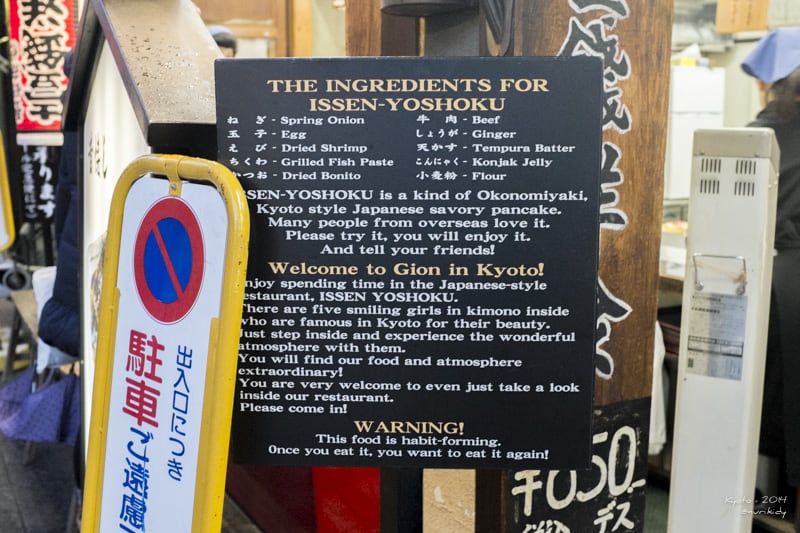 THE INGREDIENTS FOR
ISSEN-YOSHOKU
ねぎ - Spring Onion
牛肉 - Beef
玉子 - Egg
しょうが - Ginger
えび - Dried Shrimp
天かす - Tempura Batter
ちくわ - Grilled Fish Paste
こんにゃく - Konjak Jelly
つお - Dried Bonito
小麦粉 - Flour
SEN-YOSHOKU is a kind of Okonomiyaki,
Kyoto style Japanese savory pancake.
Many people from overseas love it.
Please try it, you will enjoy it.
And tell your friends!
Welcome to Gion in Kyoto!
njoy spending time in the Japanese-style
estaurant, ISSEN YOSHOKU.
here are five smiling girls in kimono inside
who are famous in Kyoto for their beauty.
Just step inside and experience the wonderful
atmosphere with them.
You will find our food and atmosphere
extraordinary!
You are very welcome to even just take a look
inside our restaurant.
Please come in!
WARNING!
This food is habit-forming.
Once you eat it, you want to eat it again!
出入口につき
駐車ご遠慮
¥650-
デス
Kyoto - 2014